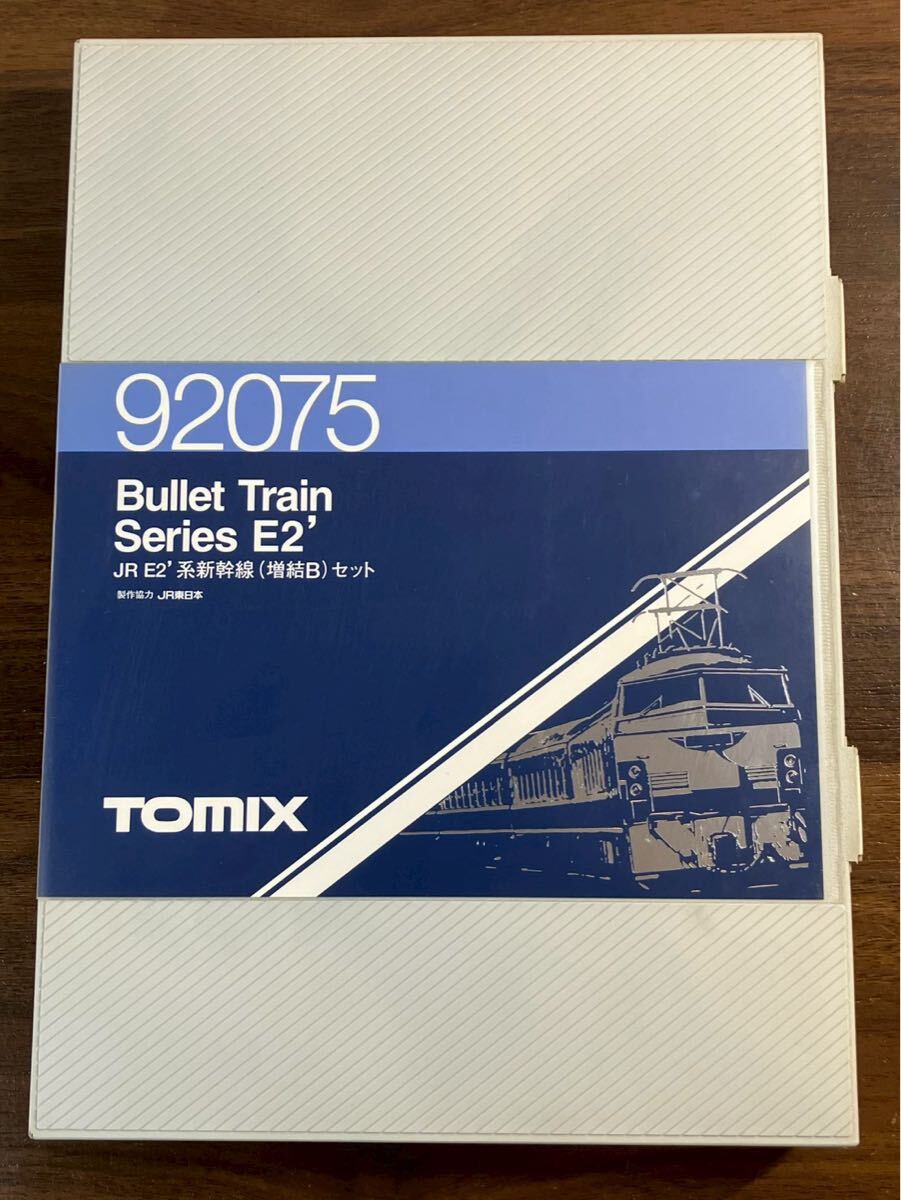 92075
Bullet Train
Series E2’
JR E2’系新幹線(増結B)セット
製作協力 JR東日本
TOMIX